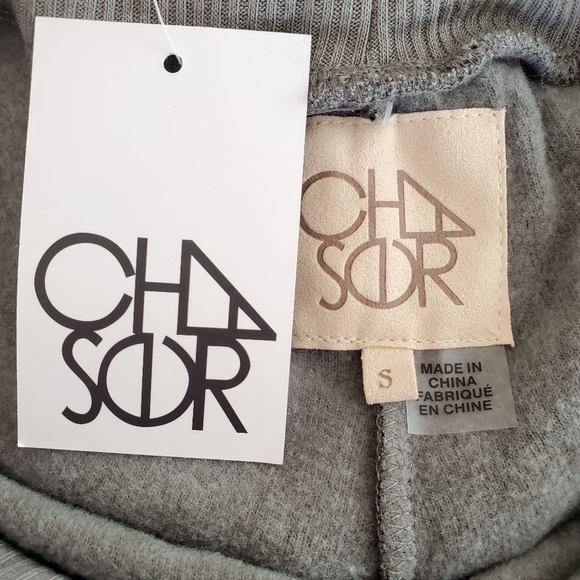 CHA
SER
CHA
SER
S
MADE IN
CHINA
FABRIQUÉ
EN CHINE